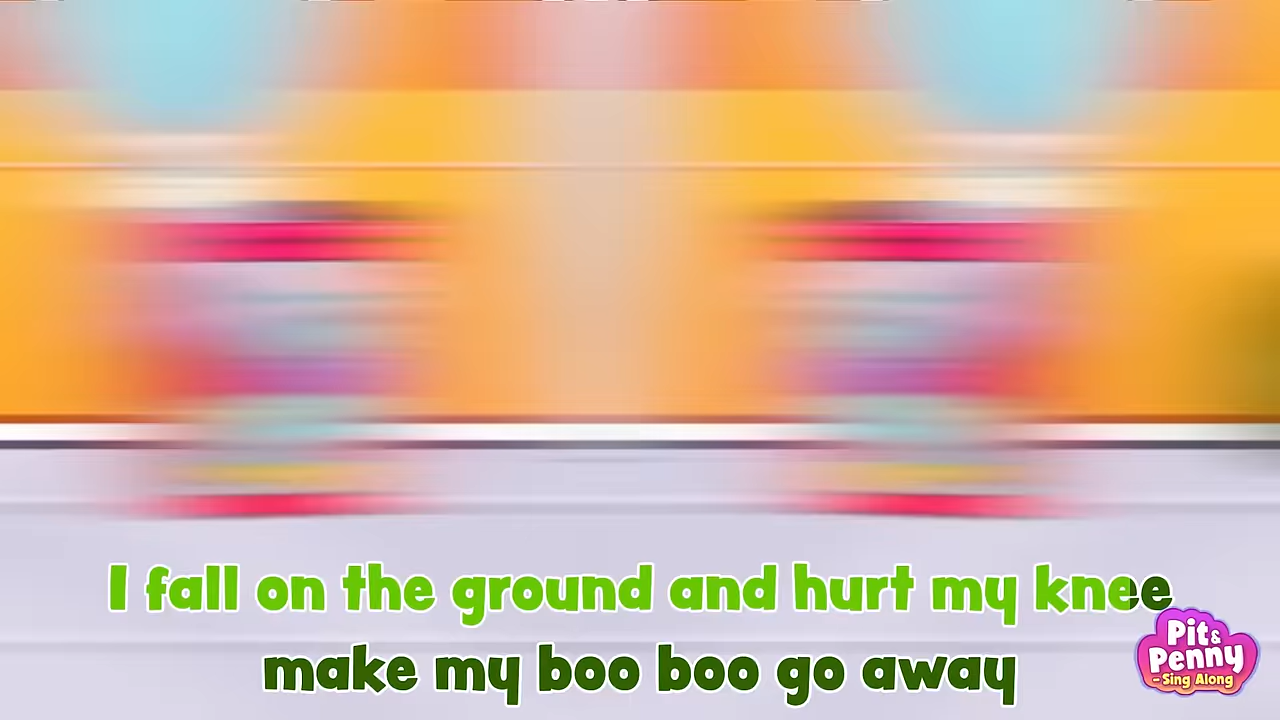 I fall on the ground and hurt my knee
make my boo boo go away
Pit &
Penny
- Sing Along